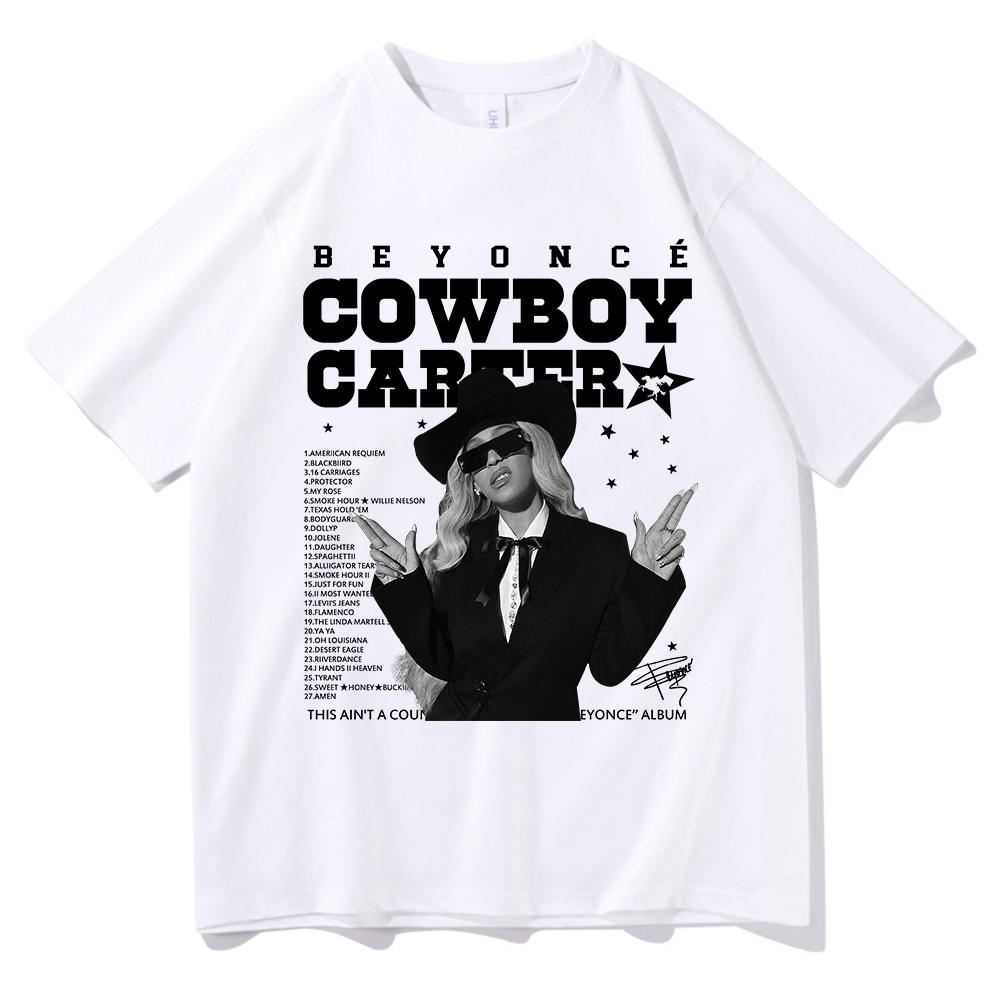 BEYONCÉ
COWBOY
CARTER
1.AMERIICAN REQUIEM
2.BLACKBIIRD
3.16 CARRIAGES
4.PROTECTOR
5.MY ROSE
6.SMOKE HOUR ★ WILLIE NELSON
7.TEXAS HOLD 'EM
8.BODYGUARD
9.DOLLYP
10.JOLENE
11.DAUGHTER
12.SPAGHETTII
13.ALLIIGATOR TEARS
14.SMOKE HOUR II
15.JUST FOR FUN
16.II MOST WANTE
17.LEVII'S JEANS
18.FLAMENCO
19.THE LINDA MARTELL
20.YA YA
21.OH LOUISIANA
22.DESERT EAGLE
23.RIIVERDANCE
24.I HANDS II HEAVEN
25.TYRANT
26.SWEET ★HONEY★BUCKII
27.AMEN
THIS AIN'T A COUN EYONCE” ALBUM